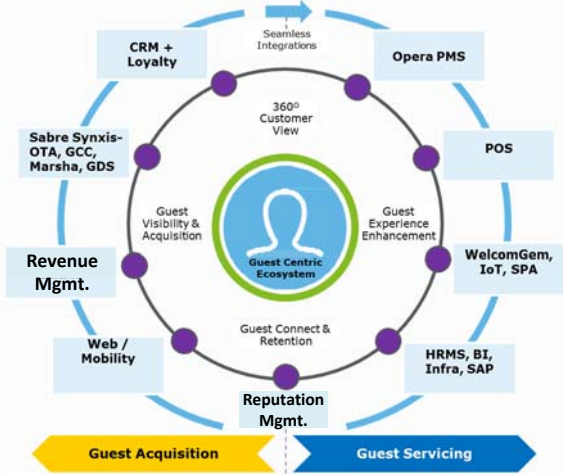 Seamless
Integrations
CRM +
Loyalty
Opera PMS
360º
Customer
View
Sabre Synxis-
OTA, GCC,
Marsha, GDS
POS
Guest
Visibility &
Acquisition
Guest
Experience
Enhancement
Guest Centric
Ecosystem
Revenue
Mgmt.
WelcomGem,
IoT, SPA
Guest Connect &
Retention
Web /
Mobility
HRMS, BI,
Infra, SAP
Reputation
Mgmt.
Guest Acquisition
Guest Servicing